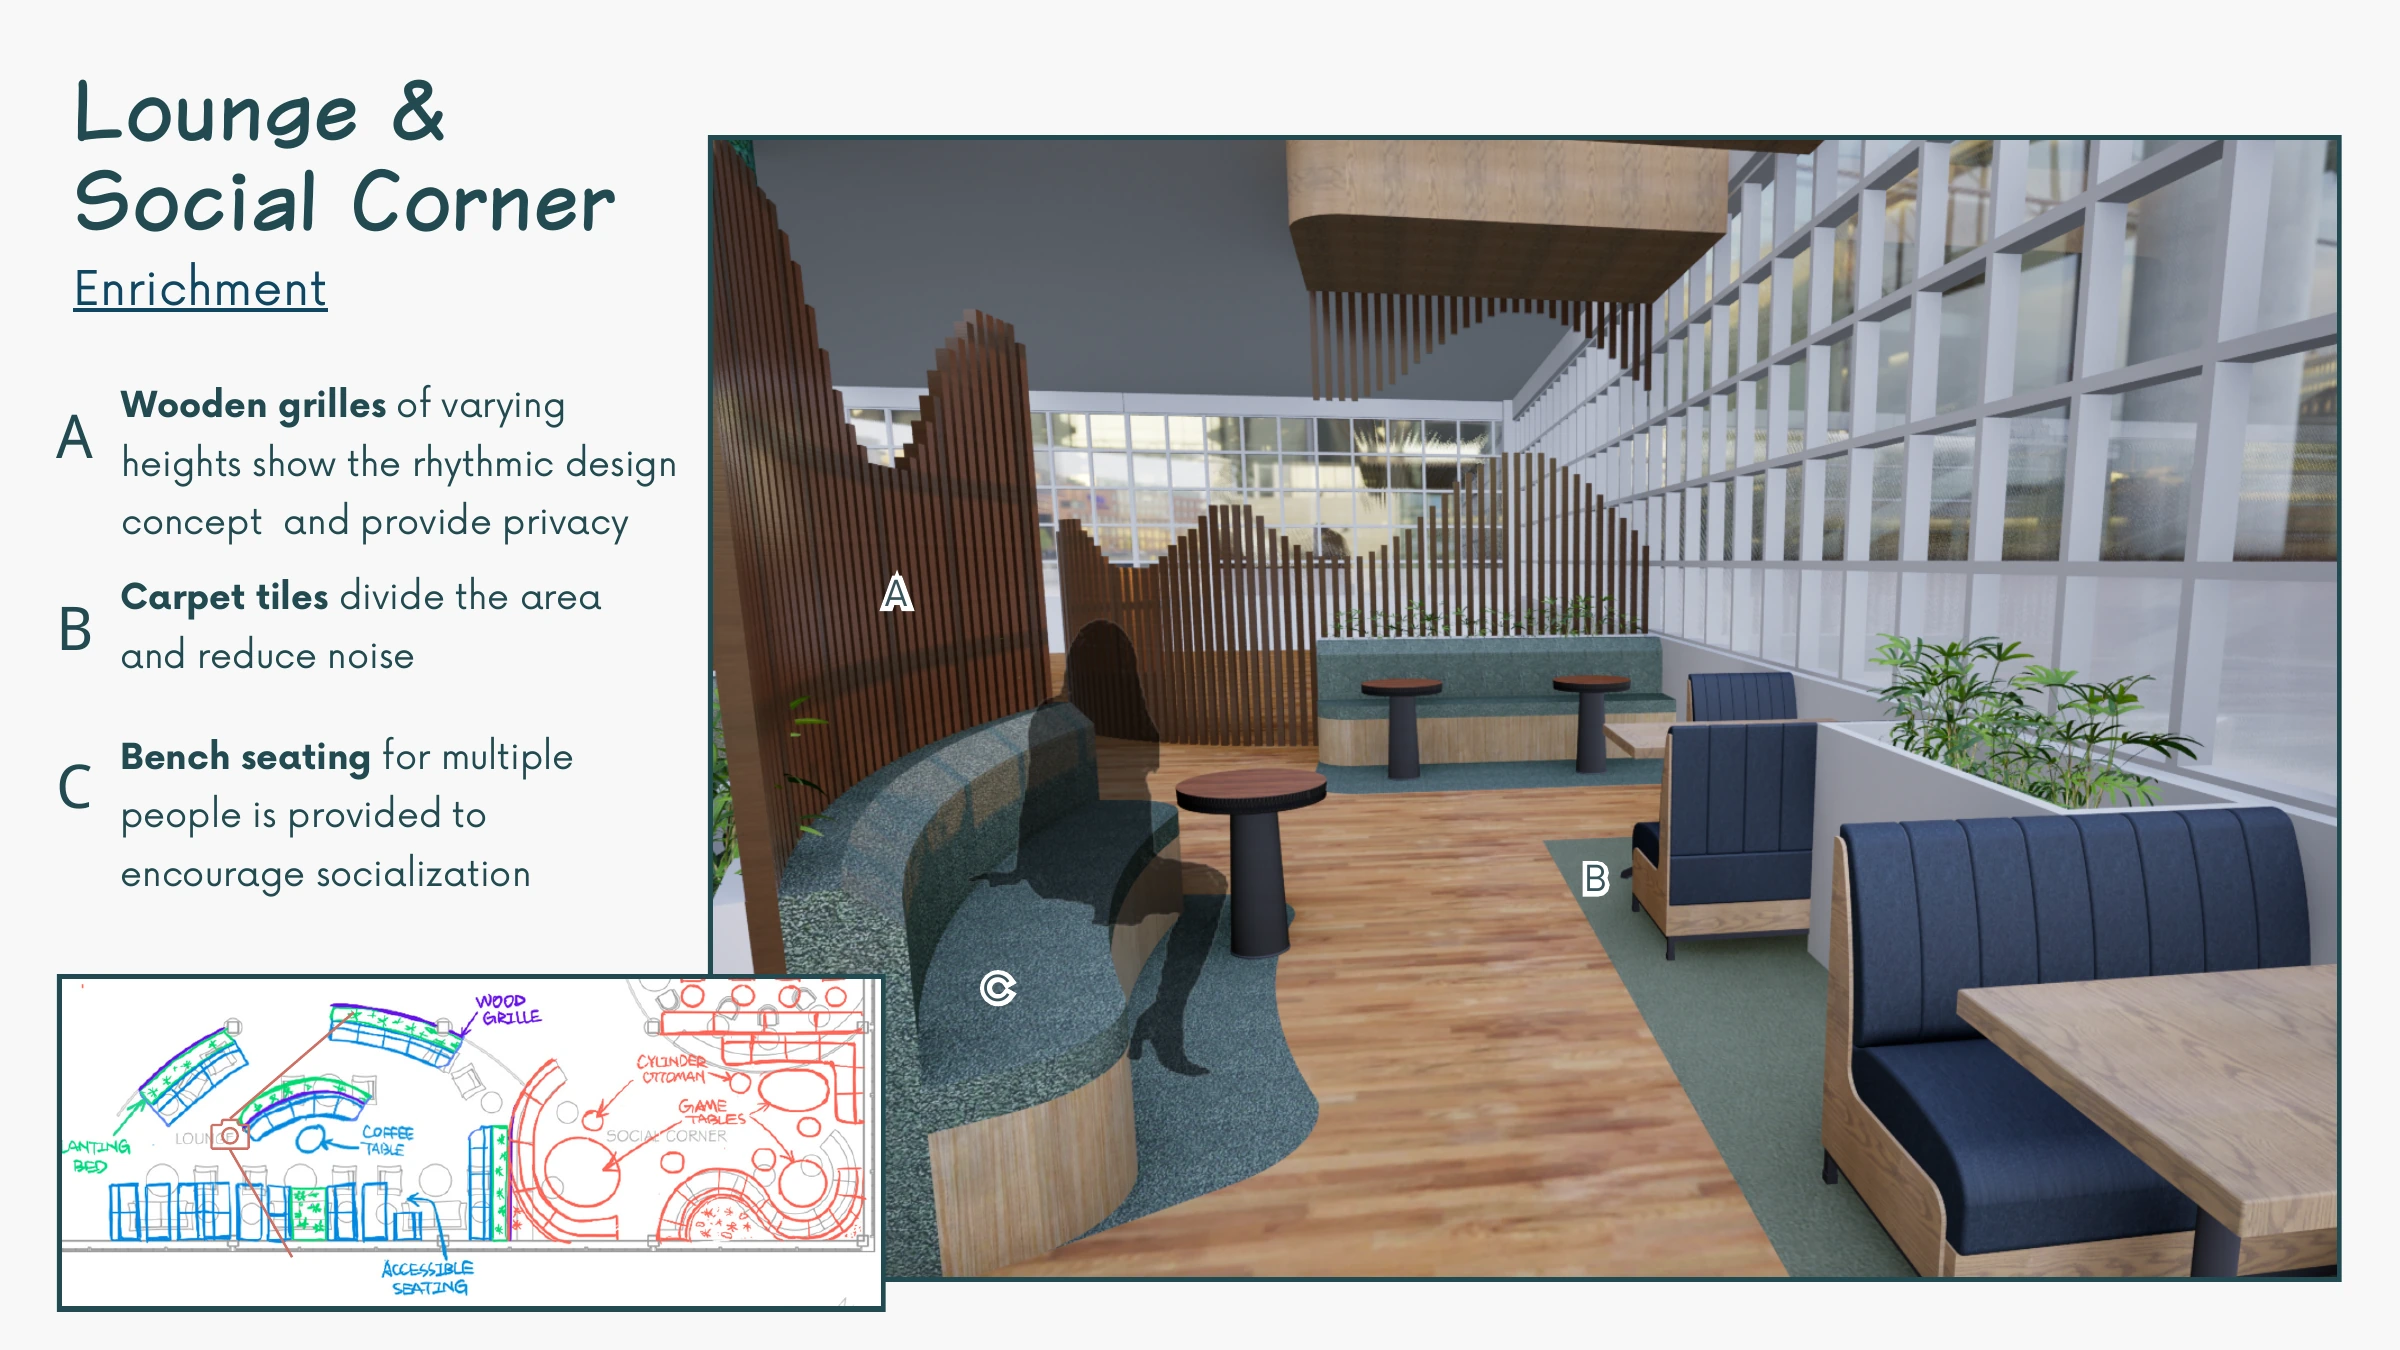 Lounge &
Social Corner
Enrichment
A
Wooden grilles of varying
heights show the rhythmic design
concept  and provide privacy
B
Carpet tiles divide the area
and reduce noise
C
Bench seating for multiple
people is provided to
encourage socialization
A
B
C
WOOD
GRILLE
CYLINDER
OTTOMAN
GAME
TABLES
SOCIAL CORNER
LOUNGE
COFFEE
TABLE
LANTING
BED
ACCESSIBLE
SEATING